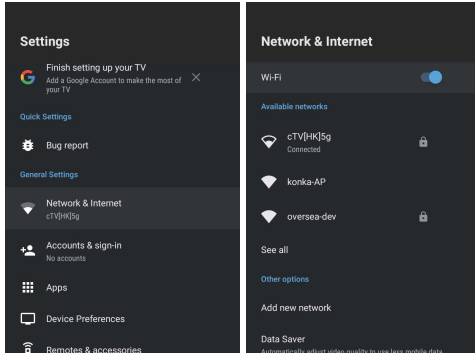 Settings
Finish setting up your TV
Add a Google Account to make the most of
your TV
Quick Settings
Bug report
General Settings
Network & Internet
cTV[HK]5g
Accounts & sign-in
No accounts
Apps
Device Preferences
Remotes & accessories
Network & Internet
Wi-Fi
Available networks
cTV[HK]5g
Connected
konka-AP
oversea-dev
See all
Other options
Add new network
Data Saver
Automatically adjust video quality to use less mobile data